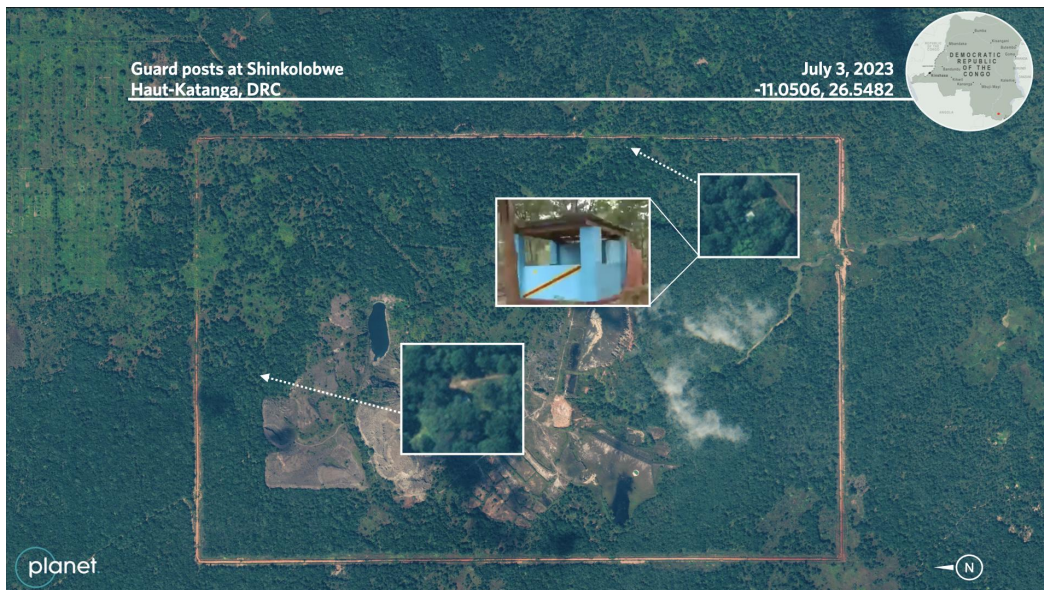 Guard posts at Shinkolobwe
Haut-Katanga, DRC
July 3, 2023
-11.0506, 26.5482
DEMOCRATIC
REPUBLIC
OF THE
CONGO
planet
N